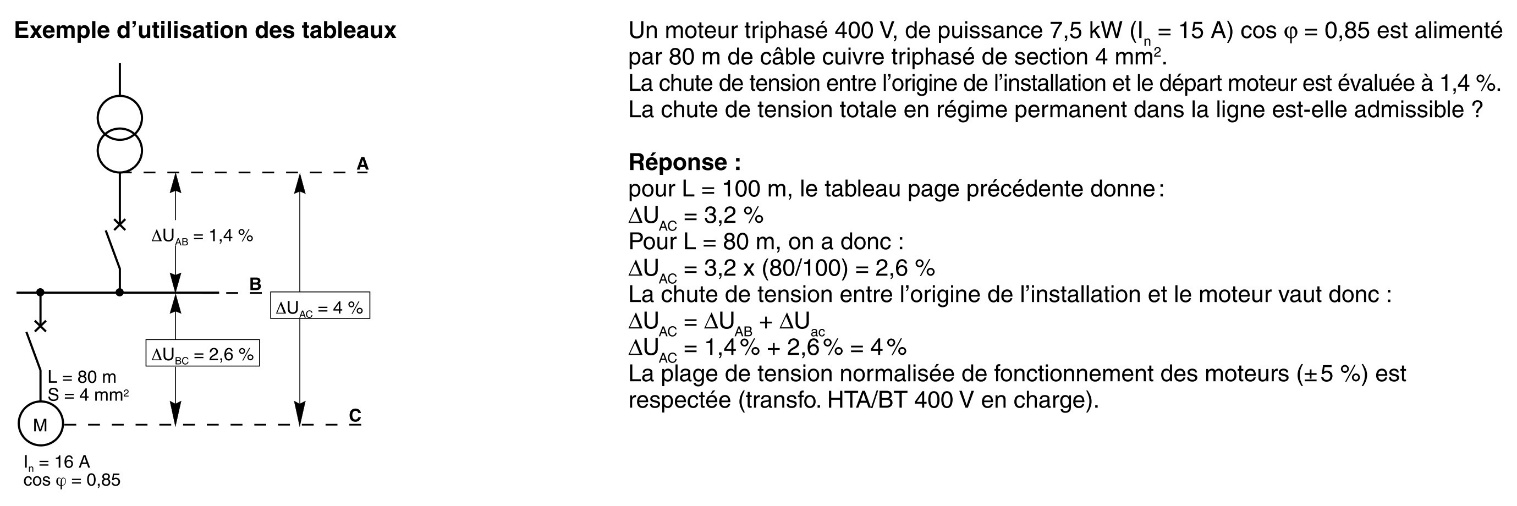 Exemple d'utilisation des tableaux
A
ΔU_AB = 1,4 %
B
ΔU_AC = 4 %
ΔU_BC = 2,6 %
L = 80 m
S = 4 mm²
M
C
I_n = 16 A
cos φ = 0,85
Un moteur triphasé 400 V, de puissance 7,5 kW (I_n = 15 A) cos φ = 0,85 est alimenté
par 80 m de câble cuivre triphasé de section 4 mm².
La chute de tension entre l'origine de l'installation et le départ moteur est évaluée à 1,4 %.
La chute de tension totale en régime permanent dans la ligne est-elle admissible ?
Réponse :
pour L = 100 m, le tableau page précédente donne :
ΔU_AC = 3,2 %
Pour L = 80 m, on a donc :
ΔU_AC = 3,2 x (80/100) = 2,6 %
La chute de tension entre l'origine de l'installation et le moteur vaut donc :
ΔU_AC = ΔU_AB + ΔU_ac
ΔU_AC = 1,4% + 2,6% = 4%
La plage de tension normalisée de fonctionnement des moteurs (±5 %) est
respectée (transfo. HTA/BT 400 V en charge).